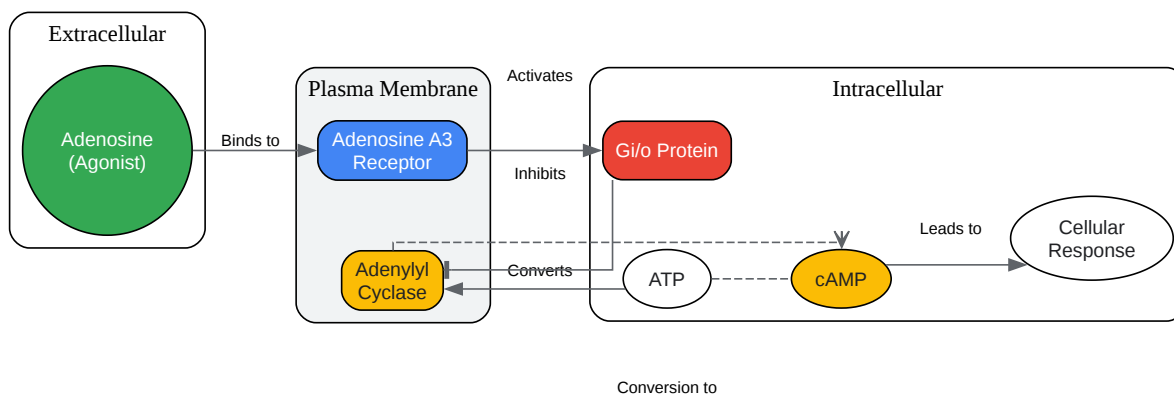 Extracellular
Adenosine
(Agonist)
Binds to
Plasma Membrane
Adenosine A3
Receptor
Activates
Inhibits
Intracellular
Gi/o Protein
Adenylyl
Cyclase
Converts
ATP
cAMP
Leads to
Cellular
Response
Conversion to